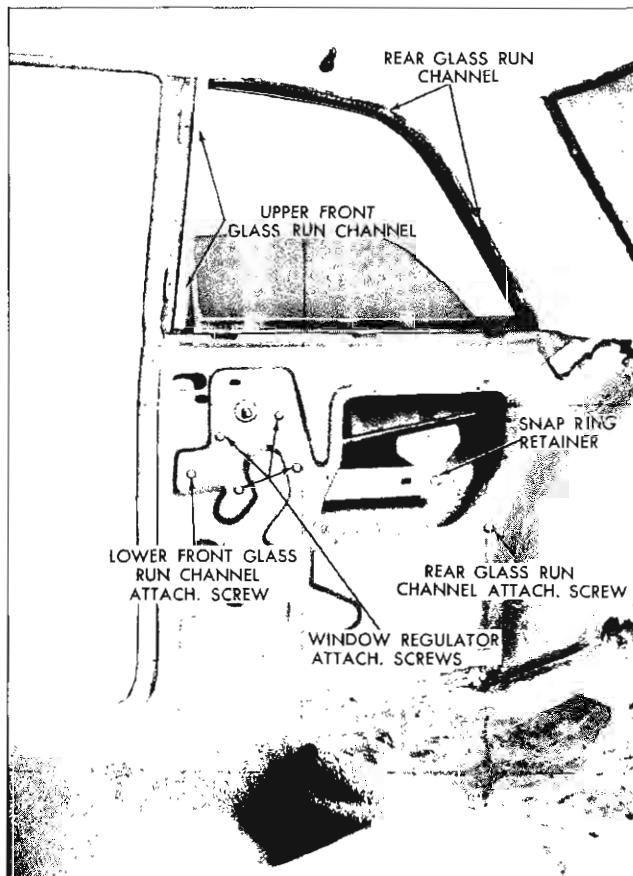 REAR GLASS RUN
CHANNEL
UPPER FRONT
GLASS RUN CHANNEL
SNAP RING
RETAINER
LOWER FRONT GLASS
RUN CHANNEL
ATTACH. SCREW
REAR GLASS RUN
CHANNEL ATTACH. SCREW
WINDOW REGULATOR
ATTACH. SCREWS